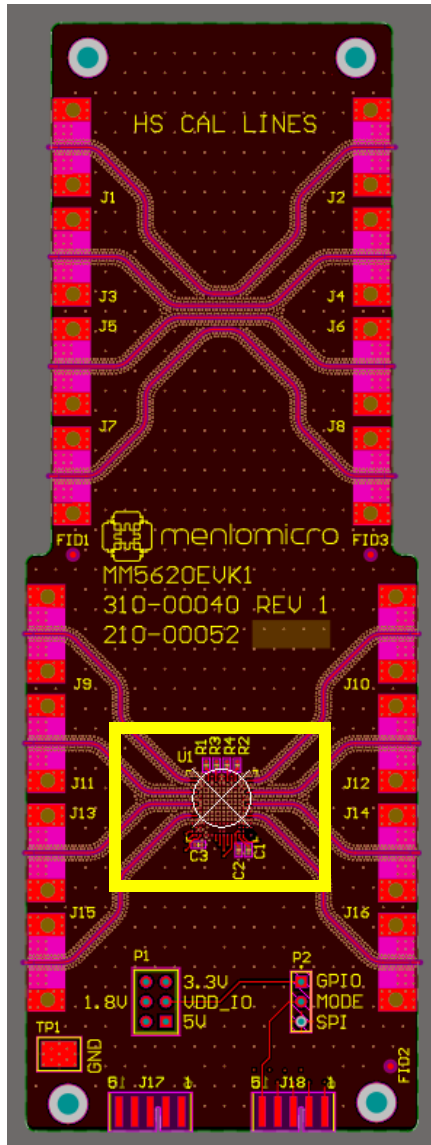 HS CAL LINES
J1 J2
J3 J4
J5 J6
J7 J8
FID1 FID3
menlomicro
MM5620EVK1
310-00040 REV 1
210-00052
J9 J10
R1 R3 R4 R2
U1
J11 J12
J13 J14
C3 C2 C1
J15 J16
P1 P2
3.3V GPIO
1.8V VDD_IO MODE
5V SPI
TP1
GND
FID2
5 J17 1 5 J18 1